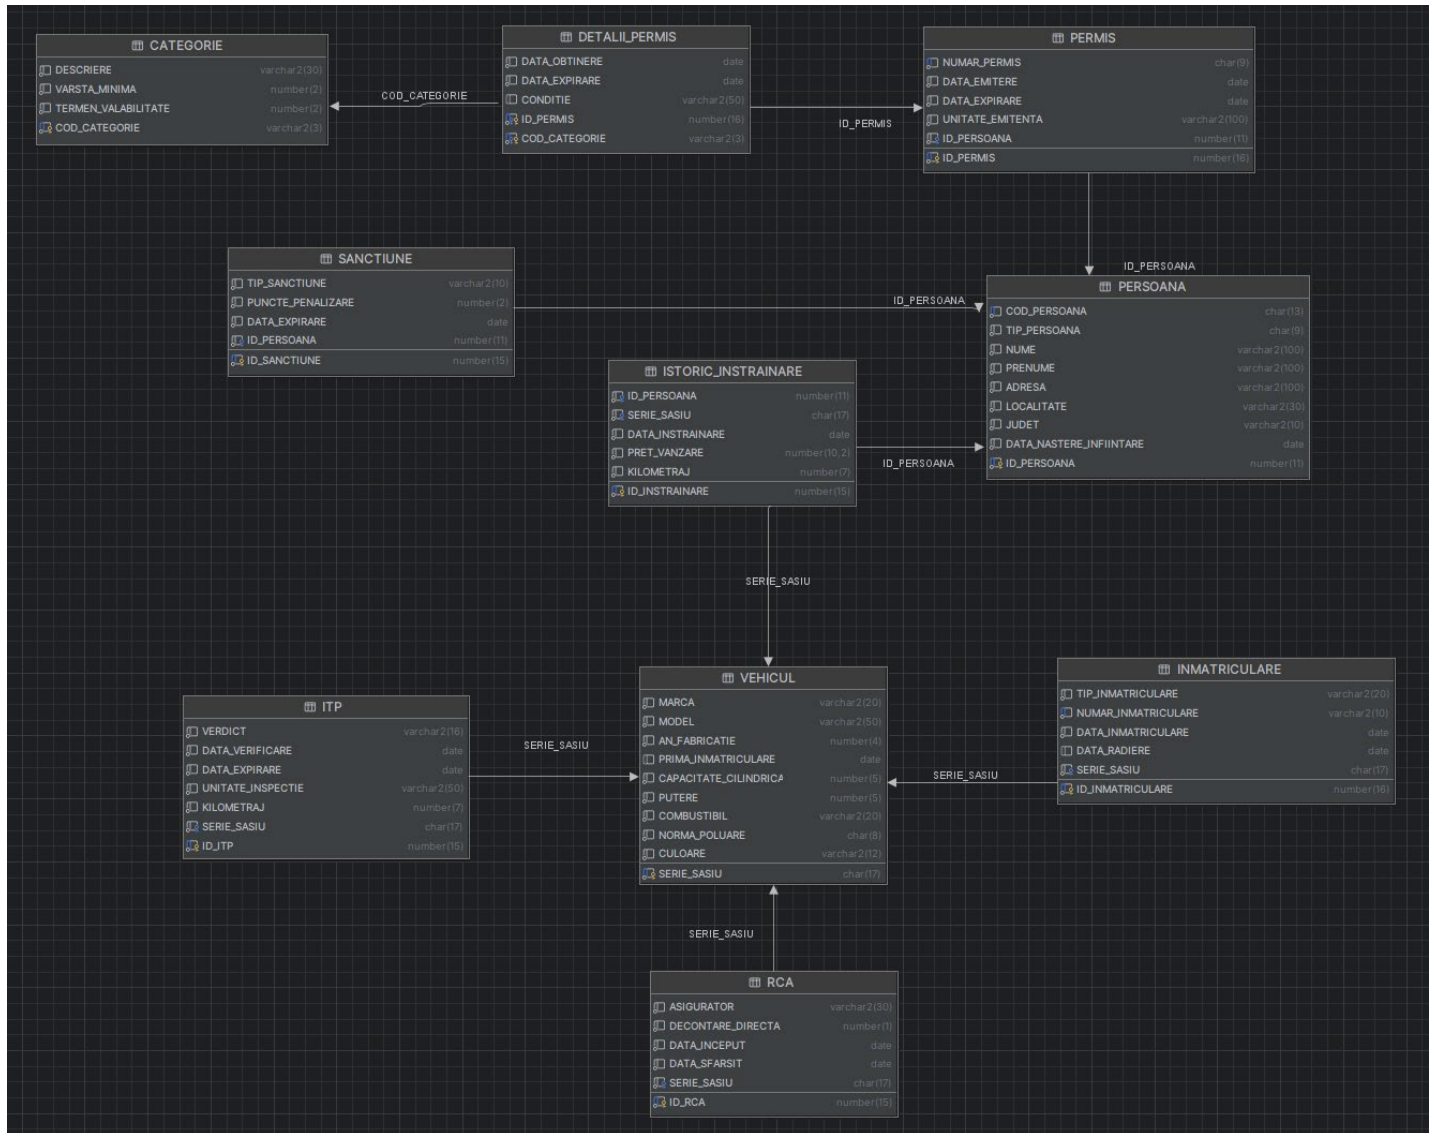 CATEGORIE
DESCRIERE varchar2(30)
VARSTA_MINIMA number(2)
TERMEN_VALABILITATE number(2)
COD_CATEGORIE varchar2(3)
COD_CATEGORIE
DETALII_PERMIS
DATA_OBTINERE date
DATA_EXPIRARE date
CONDITIE varchar2(50)
ID_PERMIS number(16)
COD_CATEGORIE varchar2(3)
ID_PERMIS
PERMIS
NUMAR_PERMIS char(9)
DATA_EMITERE date
DATA_EXPIRARE date
UNITATE_EMITENTA varchar2(100)
ID_PERSOANA number(11)
ID_PERMIS number(16)
ID_PERSOANA
SANCTIUNE
TIP_SANCTIUNE varchar2(10)
PUNCTE_PENALIZARE number(2)
DATA_EXPIRARE date
ID_PERSOANA number(11)
ID_SANCTIUNE number(15)
ID_PERSOANA
PERSOANA
COD_PERSOANA char(13)
TIP_PERSOANA char(9)
NUME varchar2(100)
PRENUME varchar2(100)
ADRESA varchar2(100)
LOCALITATE varchar2(30)
JUDET varchar2(10)
DATA_NASTERE_INFIINTARE date
ID_PERSOANA number(11)
ISTORIC_INSTRAINARE
ID_PERSOANA number(11)
SERIE_SASIU char(17)
DATA_INSTRAINARE date
PRET_VANZARE number(10,2)
KILOMETRAJ number(7)
ID_INSTRAINARE number(15)
ID_PERSOANA
SERIE_SASIU
ITP
VERDICT varchar2(16)
DATA_VERIFICARE date
DATA_EXPIRARE date
UNITATE_INSPECTIE varchar2(50)
KILOMETRAJ number(7)
SERIE_SASIU char(17)
ID_ITP number(15)
SERIE_SASIU
VEHICUL
MARCA varchar2(20)
MODEL varchar2(50)
AN_FABRICATIE number(4)
PRIMA_INMATRICULARE date
CAPACITATE_CILINDRICA number(5)
PUTERE number(5)
COMBUSTIBIL varchar2(20)
NORMA_POLUARE char(8)
CULOARE varchar2(12)
SERIE_SASIU char(17)
SERIE_SASIU
INMATRICULARE
TIP_INMATRICULARE varchar2(20)
NUMAR_INMATRICULARE varchar2(10)
DATA_INMATRICULARE date
DATA_RADIERE date
SERIE_SASIU char(17)
ID_INMATRICULARE number(16)
SERIE_SASIU
RCA
ASIGURATOR varchar2(30)
DECONTARE_DIRECTA number(1)
DATA_INCEPUT date
DATA_SFARSIT date
SERIE_SASIU char(17)
ID_RCA number(15)